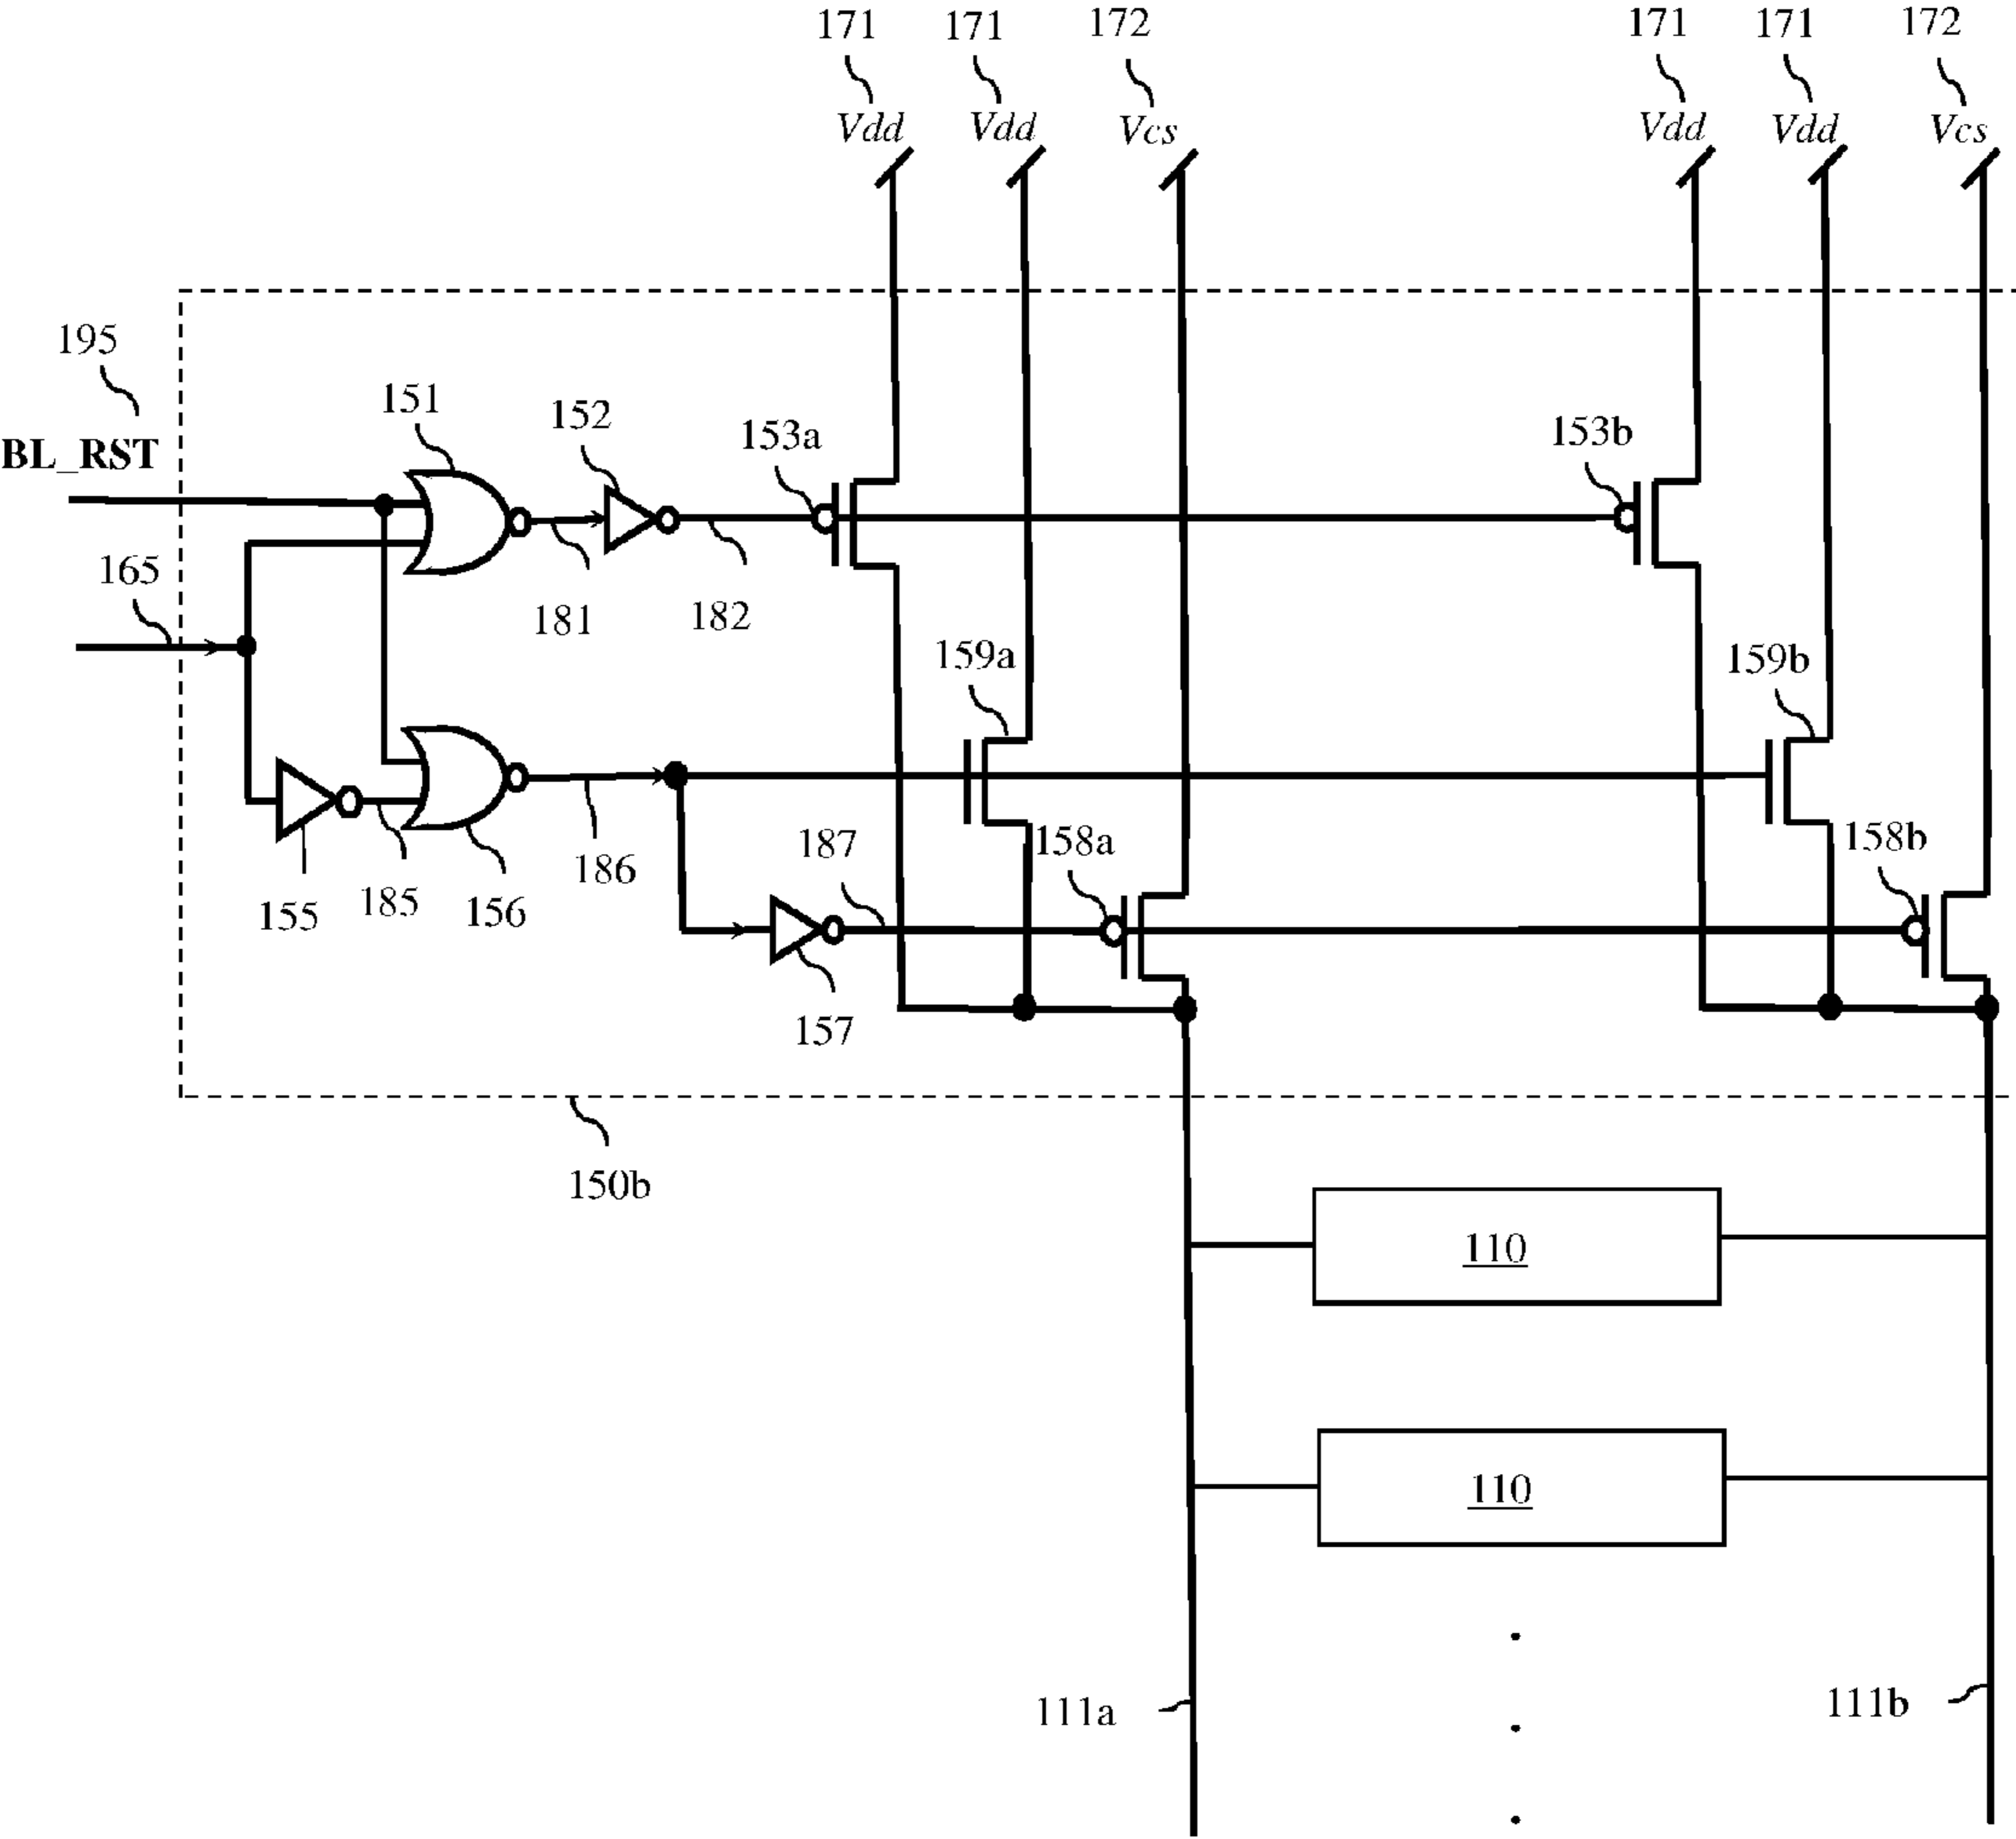 171 171 172 171 171 172
Vdd Vdd Vcs Vdd Vdd Vcs
195
BL_RST
151 152 153a 153b
165
181 182
159a 159b
187 158a 158b
155 185 156 186
157
150b
110
110
111a 111b